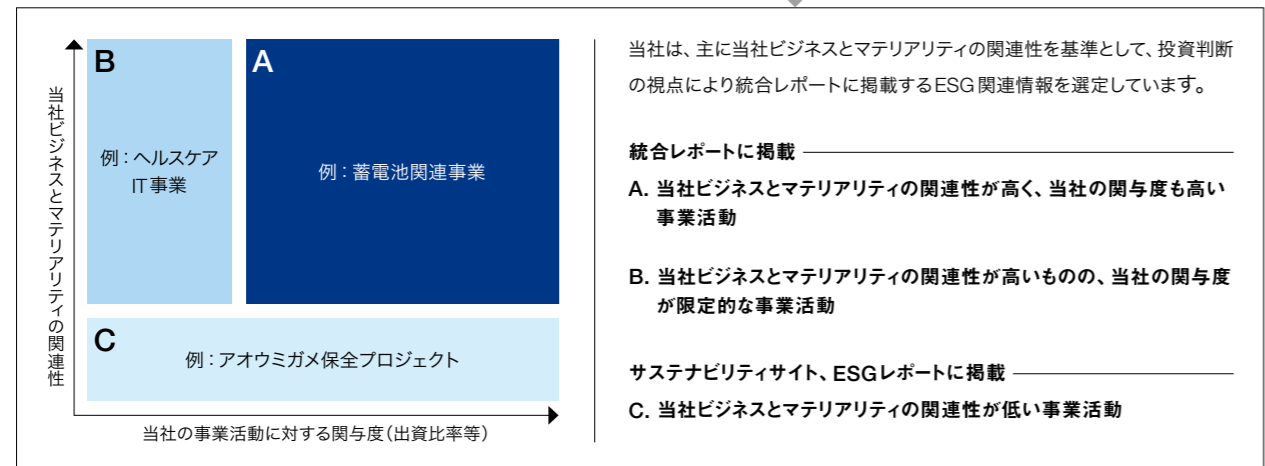 当社ビジネスとマテリアリティの関連性
B
例：ヘルスケア
IT事業
A
例：蓄電池関連事業
C
例：アオウミガメ保全プロジェクト
当社の事業活動に対する関与度（出資比率等）
当社は、主に当社ビジネスとマテリアリティの関連性を基準として、投資判断
の視点により統合レポートに掲載するESG関連情報を選定しています。
統合レポートに掲載
A. 当社ビジネスとマテリアリティの関連性が高く、当社の関与度も高い
事業活動
B. 当社ビジネスとマテリアリティの関連性が高いものの、当社の関与度
が限定的な事業活動
サステナビリティサイト、ESGレポートに掲載
C. 当社ビジネスとマテリアリティの関連性が低い事業活動